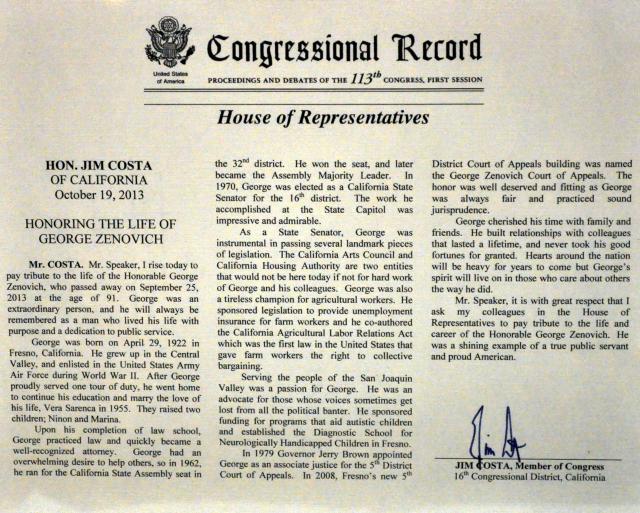 Congressional Record
United States
of America
PROCEEDINGS AND DEBATES OF THE 113th CONGRESS, FIRST SESSION
House of Representatives
HON. JIM COSTA
OF CALIFORNIA
October 19, 2013
HONORING THE LIFE OF
GEORGE ZENOVICH
Mr. COSTA. Mr. Speaker, I rise today to
pay tribute to the life of the Honorable George
Zenovich, who passed away on September 25,
2013 at the age of 91. George was an
extraordinary person, and he will always be
remembered as a man who lived his life with
purpose and a dedication to public service.
George was born on April 29, 1922 in
Fresno, California. He grew up in the Central
Valley, and enlisted in the United States Army
Air Force during World War II. After George
proudly served one tour of duty, he went home
to continue his education and marry the love of
his life, Vera Sarenca in 1955. They raised two
children; Ninon and Marina.
Upon his completion of law school,
George practiced law and quickly became a
well-recognized attorney. George had an
overwhelming desire to help others, so in 1962,
he ran for the California State Assembly seat in
the 32nd district. He won the seat, and later
became the Assembly Majority Leader. In
1970, George was elected as a California State
Senator for the 16th district. The work he
accomplished at the State Capitol was
impressive and admirable.
As a State Senator, George was
instrumental in passing several landmark pieces
of legislation. The California Arts Council and
California Housing Authority are two entities
that would not be here today if not for hard work
of George and his colleagues. George was also
a tireless champion for agricultural workers. He
sponsored legislation to provide unemployment
insurance for farm workers and he co-authored
the California Agricultural Labor Relations Act
which was the first law in the United States that
gave farm workers the right to collective
bargaining.
Serving the people of the San Joaquin
Valley was a passion for George. He was an
advocate for those whose voices sometimes get
lost from all the political banter. He sponsored
funding for programs that aid autistic children
and established the Diagnostic School for
Neurologically Handicapped Children in Fresno.
In 1979 Governor Jerry Brown appointed
George as an associate justice for the 5th District
Court of Appeals. In 2008, Fresno's new 5th
District Court of Appeals building was named
the George Zenovich Court of Appeals. The
honor was well deserved and fitting as George
was always fair and practiced sound
jurisprudence.
George cherished his time with family and
friends. He built relationships with colleagues
that lasted a lifetime, and never took his good
fortunes for granted. Hearts around the nation
will be heavy for years to come but George's
spirit will live on in those who care about others
the way he did.
Mr. Speaker, it is with great respect that I
ask my colleagues in the House of
Representatives to pay tribute to the life and
career of the Honorable George Zenovich. He
was a shining example of a true public servant
and proud American.
JIM COSTA, Member of Congress
16th Congressional District, California